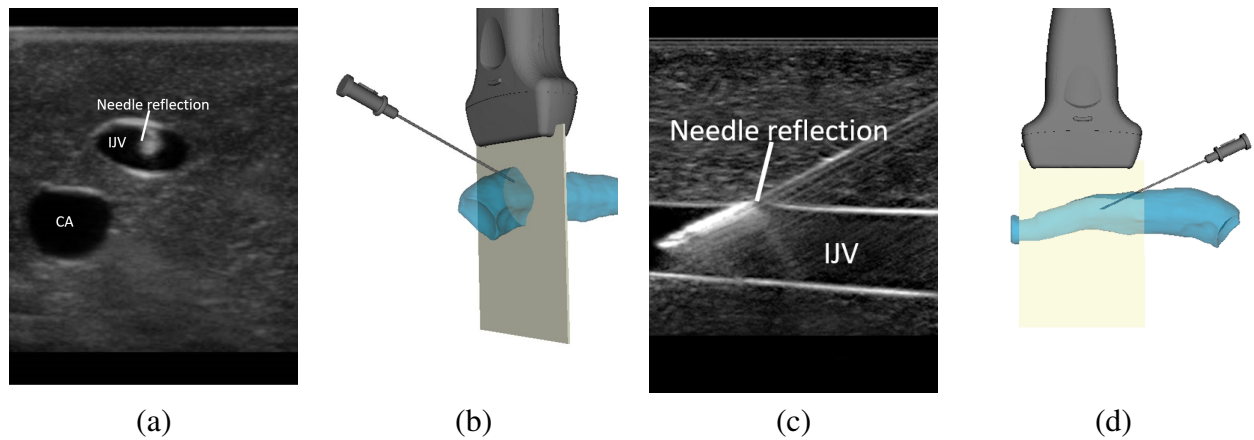 Needle reflection
IJV
CA
Needle reflection
IJV
(a)
(b)
(c)
(d)